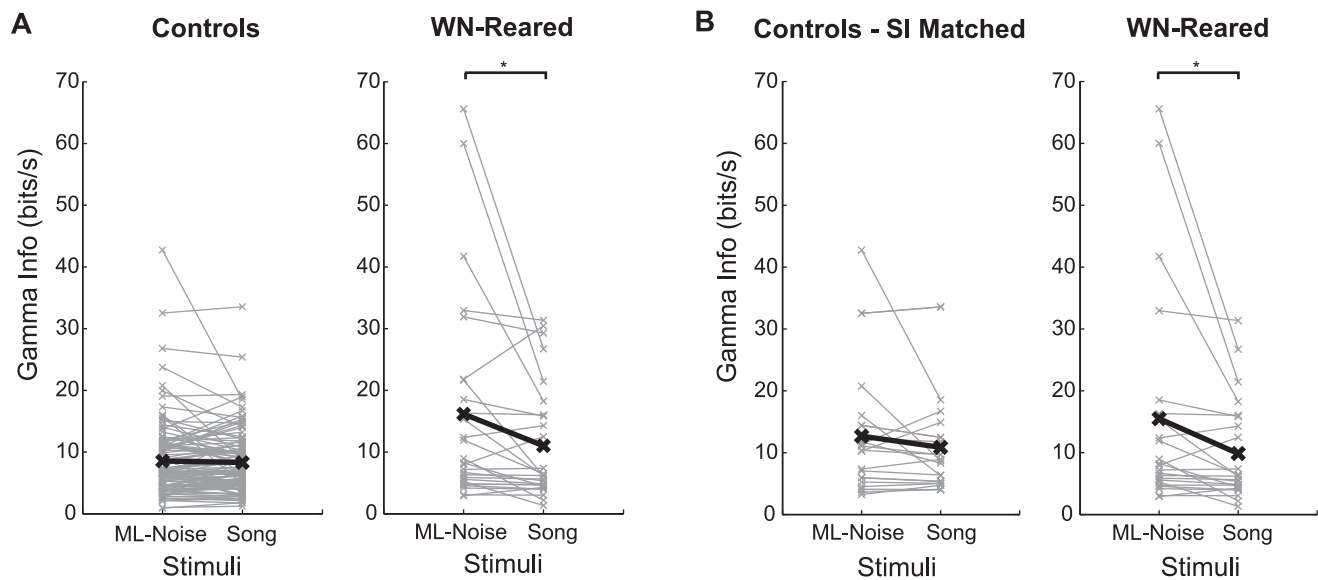 A
Controls
WN-Reared
B
Controls - SI Matched
WN-Reared
*
*
Gamma Info (bits/s)
70
60
50
40
30
20
10
0
70
60
50
40
30
20
10
0
Gamma Info (bits/s)
70
60
50
40
30
20
10
0
70
60
50
40
30
20
10
0
ML-Noise Song
ML-Noise Song
ML-Noise Song
ML-Noise Song
Stimuli
Stimuli
Stimuli
Stimuli